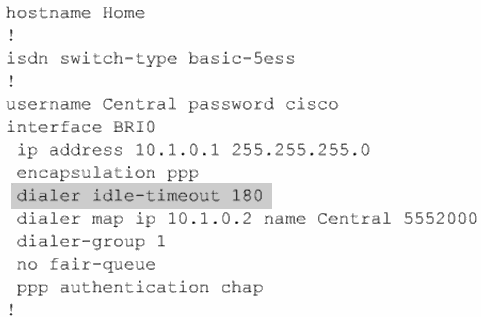 hostname Home
!
isdn switch-type basic-5ess
!
username Central password cisco
interface BRI0
ip address 10.1.0.1 255.255.255.0
encapsulation ppp
dialer idle-timeout 180
dialer map ip 10.1.0.2 name Central 5552000
dialer-group 1
no fair-queue
ppp authentication chap
!